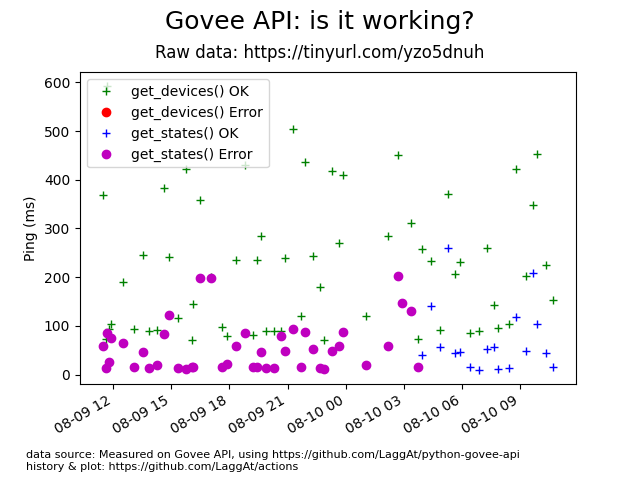 Govee API: is it working?
Raw data: https://tinyurl.com/yzo5dnuh
get_devices() OK
get_devices() Error
get_states() OK
get_states() Error
Ping (ms)
600
500
400
300
200
100
0
08-09 12
08-09 15
08-09 18
08-09 21
08-10 00
08-10 03
08-10 06
08-10 09
data source: Measured on Govee API, using https://github.com/LaggAt/python-govee-api
history & plot: https://github.com/LaggAt/actions